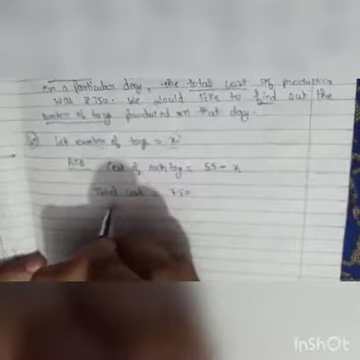 on a particular day, the total cost of production
was ₹750. We would like to find out the
number of toys produced on that day.
Let number of toys = x
Cost of each toy = 55 - x
Total cost = 750
InShOt